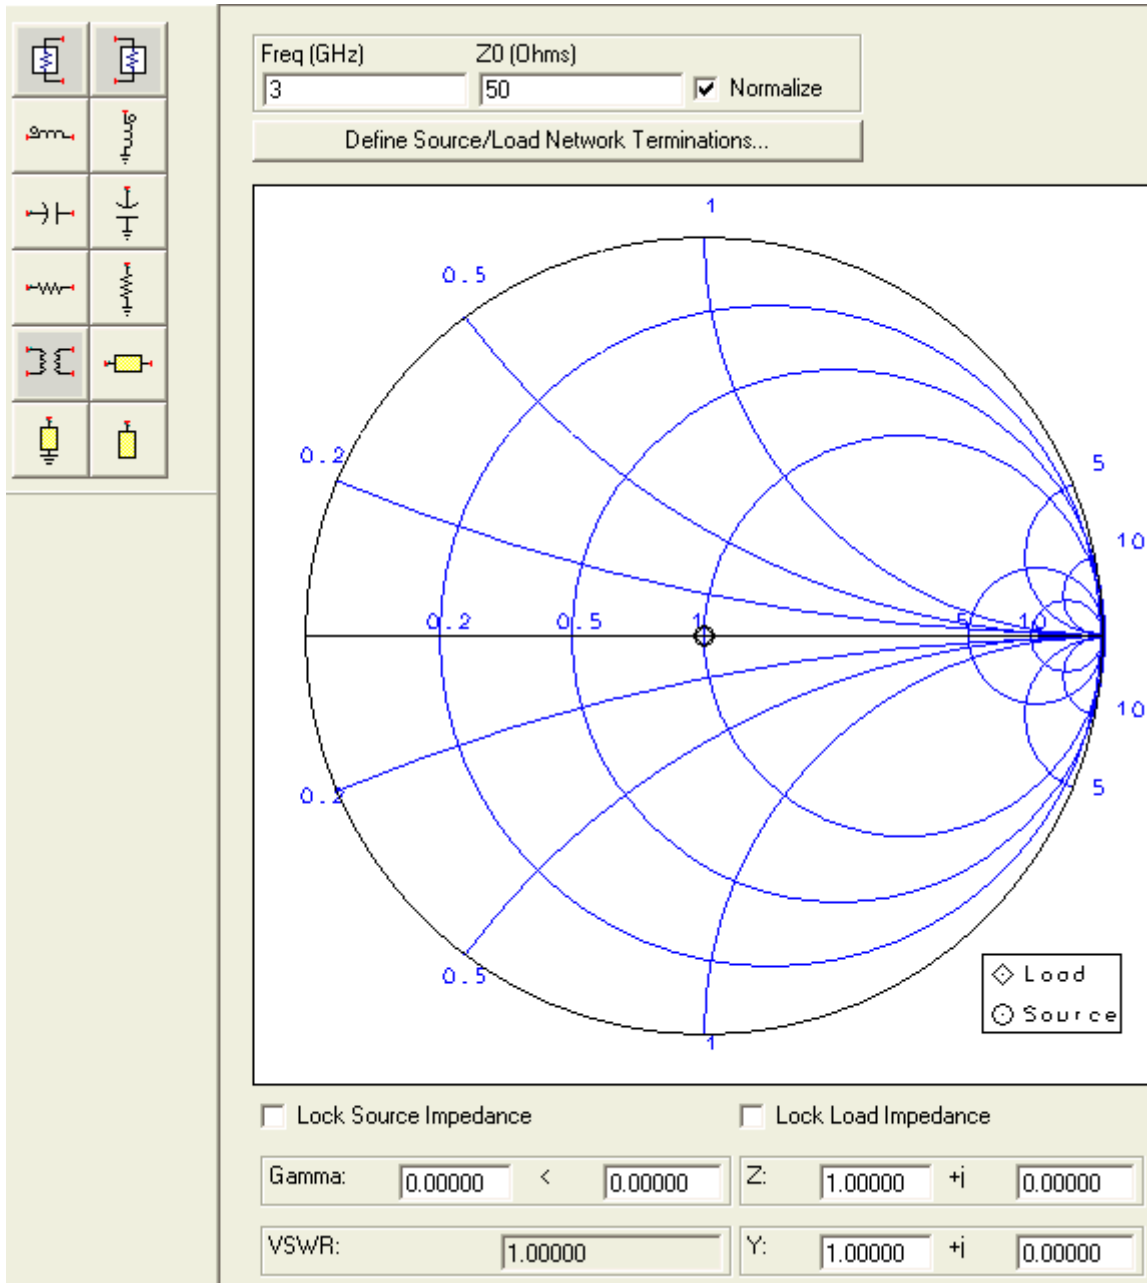 Freq (GHz) Z0 (Ohms)
3 50 Normalize
Define Source/Load Network Terminations...
1
0.5
0.2 5
10
0.2 0.5 1 5 10
10
0.2 5
0.5
1
Load
Source
Lock Source Impedance Lock Load Impedance
Gamma: 0.00000 < 0.00000 Z: 1.00000 +j 0.00000
VSWR: 1.00000 Y: 1.00000 +j 0.00000